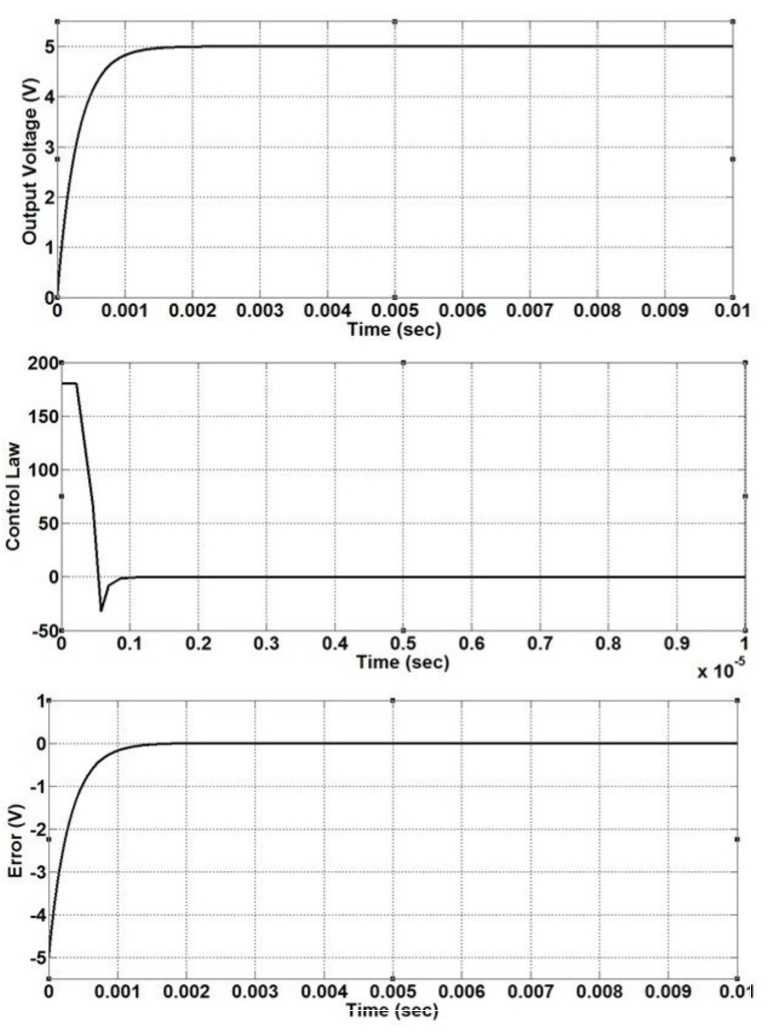 Output Voltage (V)
5
4
3
2
1
0
0 0.001 0.002 0.003 0.004 0.005 0.006 0.007 0.008 0.009 0.01
Time (sec)
Control Law
200
150
100
50
0
-50
0 0.1 0.2 0.3 0.4 0.5 0.6 0.7 0.8 0.9 1
Time (sec)
x 10^-5
Error (V)
1
0
-1
-2
-3
-4
-5
0 0.001 0.002 0.003 0.004 0.005 0.006 0.007 0.008 0.009 0.01
Time (sec)